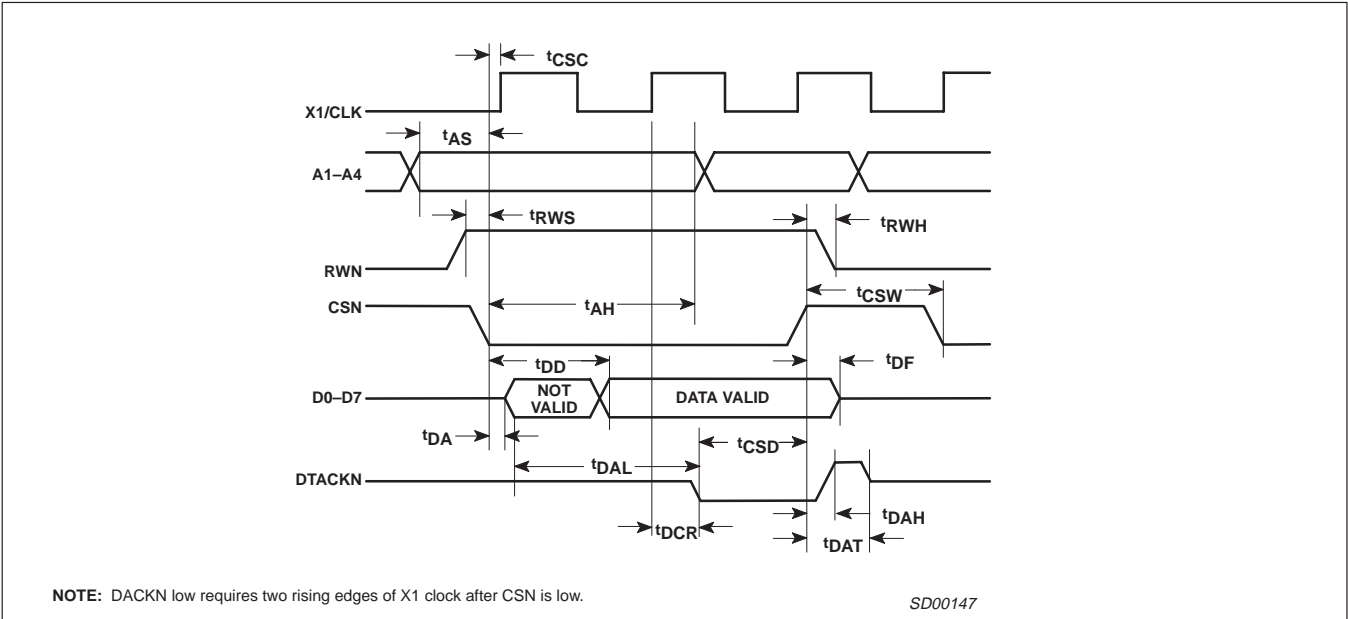 tCSC
X1/CLK
tAS
A1–A4
tRWS
tRWH
RWN
tCSW
CSN
tAH
tDD
tDF
D0–D7
NOT
VALID
DATA VALID
tDA
tCSD
tDAL
DTACKN
tDCR
tDAH
tDAT
NOTE: DACKN low requires two rising edges of X1 clock after CSN is low.
SD00147